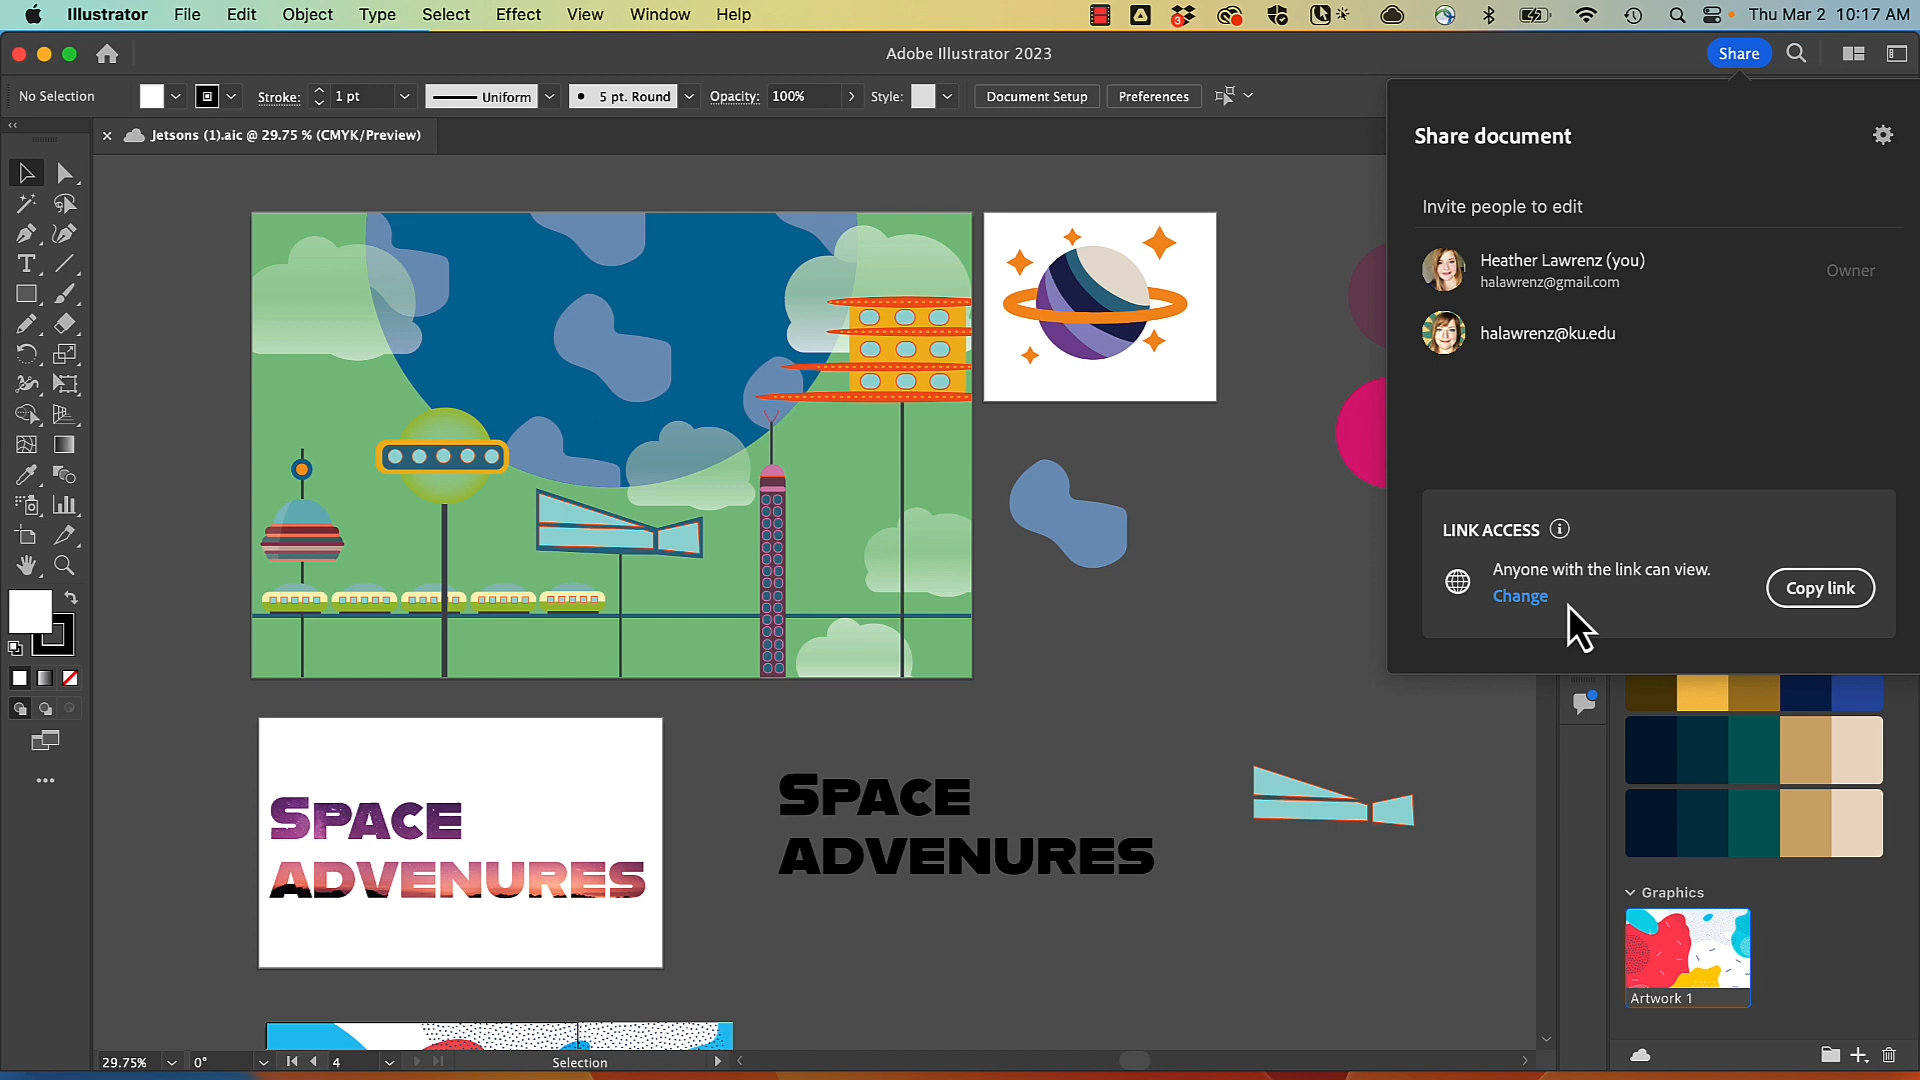 Illustrator File Edit Object Type Select Effect View Window Help
3
Thu Mar 2 10:17 AM
Adobe Illustrator 2023
Share
No Selection
Stroke: 1 pt
Uniform
5 pt. Round
Opacity: 100%
Style:
Document Setup
Preferences
Jetsons (1).aic @ 29.75 % (CMYK/Preview)
Share document
Invite people to edit
Heather Lawrenz (you)
halawrenz@gmail.com
Owner
halawrenz@ku.edu
LINK ACCESS
Anyone with the link can view.
Change
Copy link
SPACE
ADVENURES
SPACE
ADVENURES
Graphics
Artwork 1
29.75% 0° 4 Selection